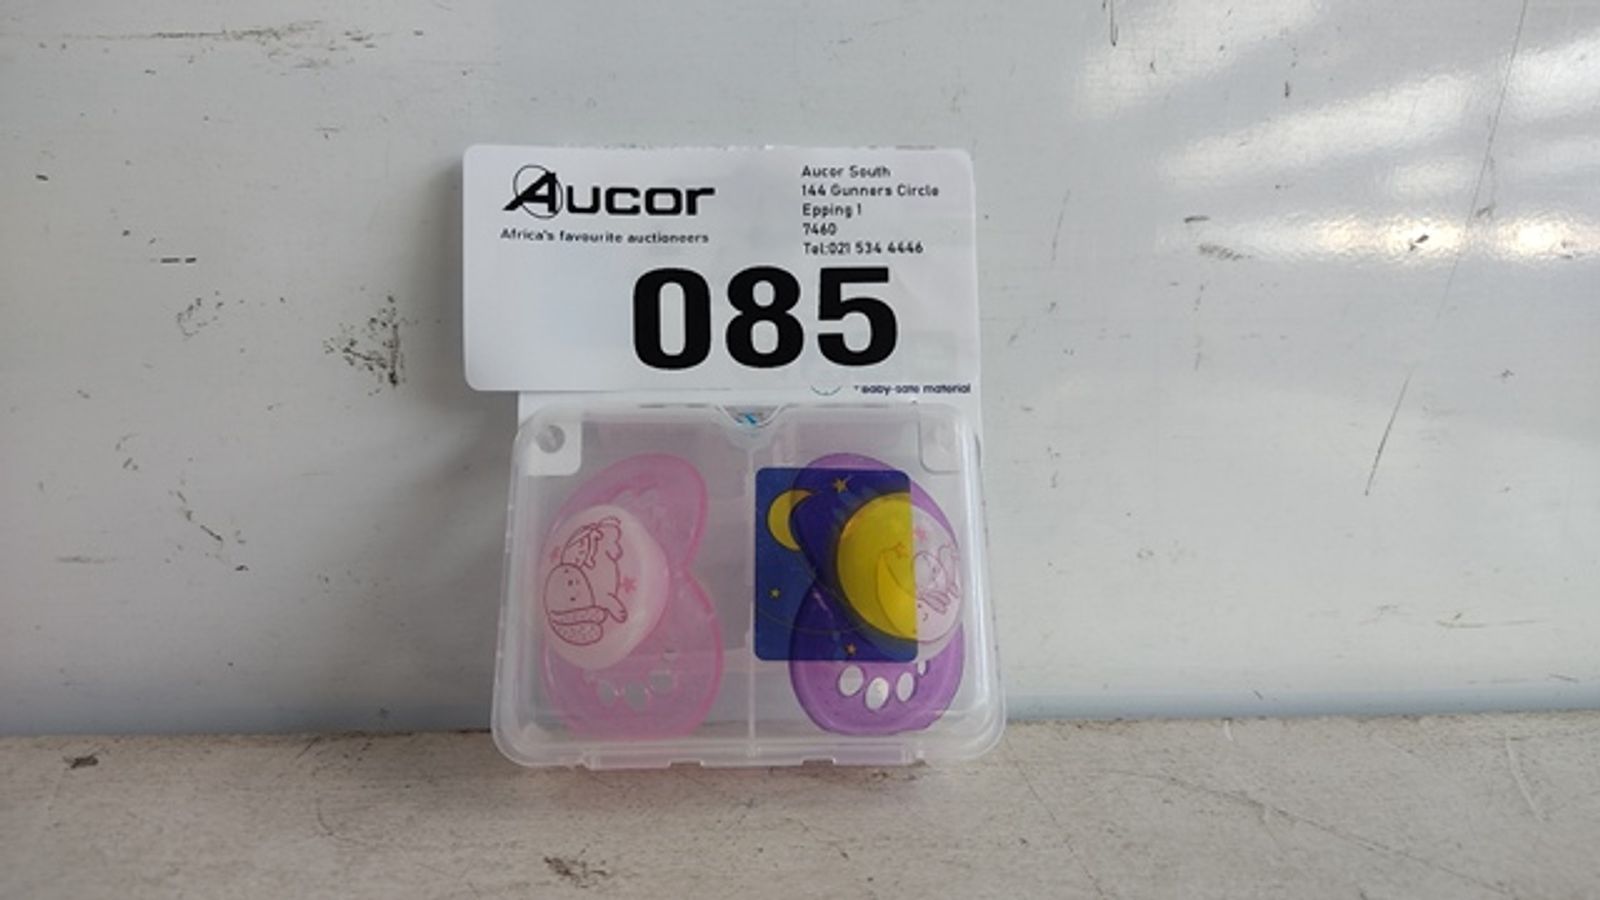 Aucor
Africa's favourite auctioneers
Aucor South
144 Gunners Circle
Epping 1
7460
Tel:021 534 4446
085
baby-safe material